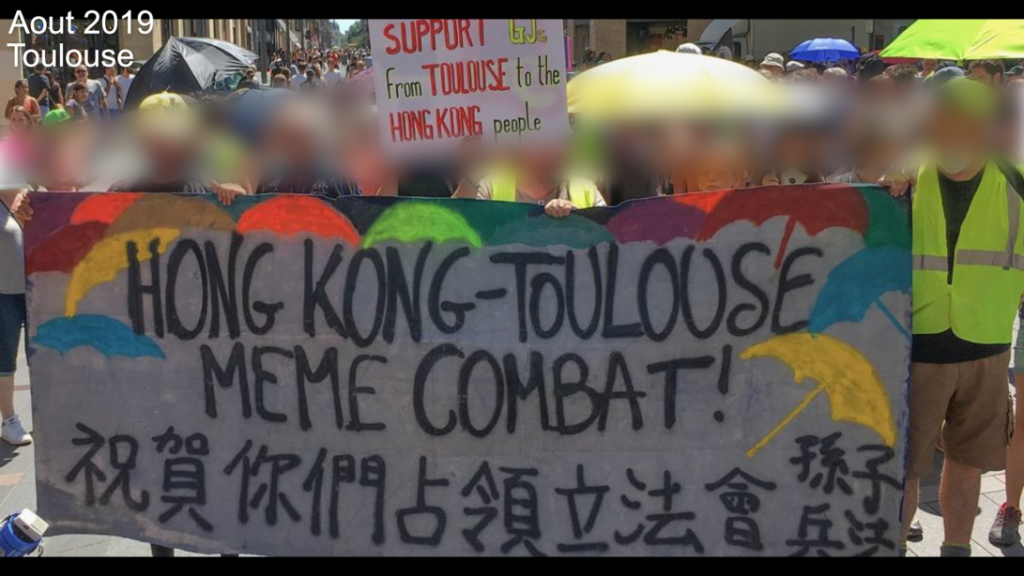 Aout 2019
Toulouse
SUPPORT GJs
From TOULOUSE to the
HONG KONG people
HONG KONG-TOULOUSE
MEME COMBAT!
祝賀你們占領立法會
孫子
兵法